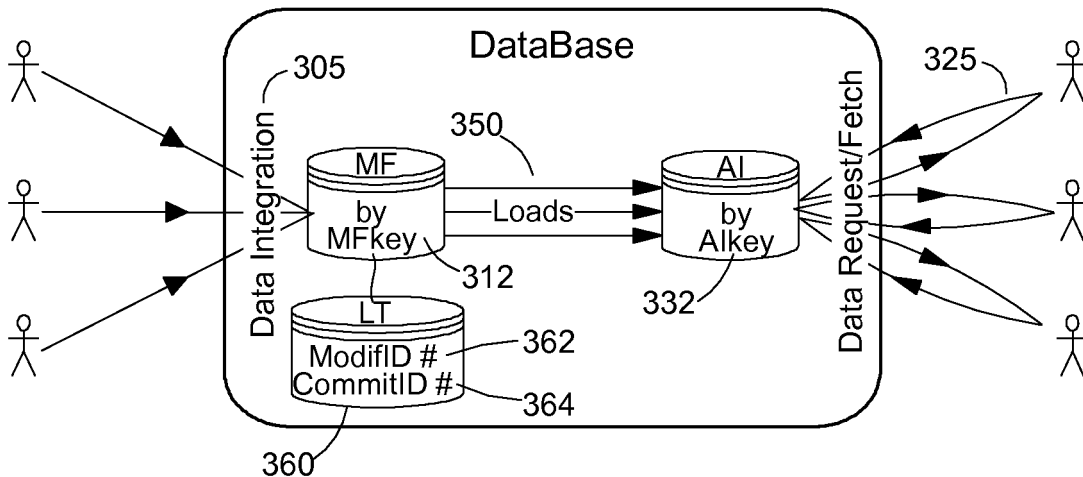 DataBase
305
325
Data Integration
350
MF
AI
Loads
by
MFkey
by
AIkey
Data Request/Fetch
312
332
LT
ModifID #
362
CommitID #
364
360